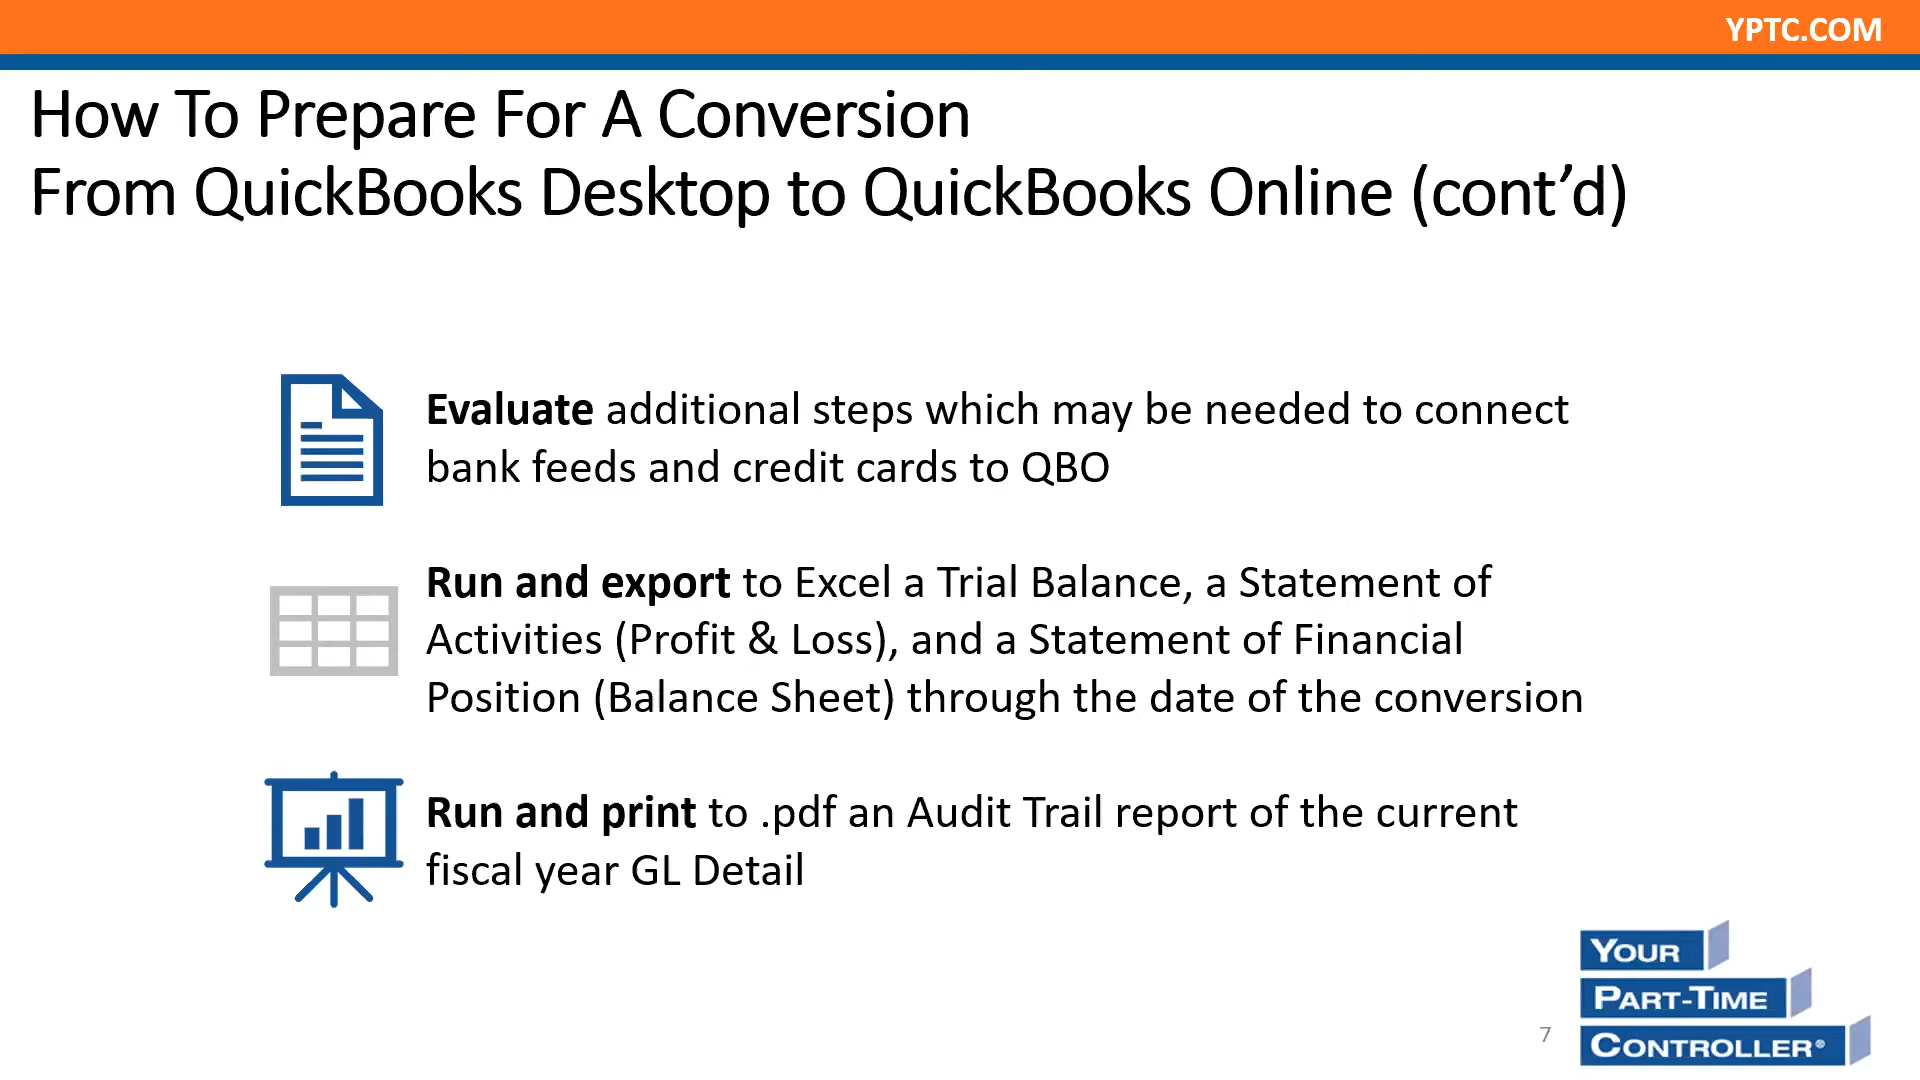 YPTC.COM
How To Prepare For A Conversion
From QuickBooks Desktop to QuickBooks Online (cont’d)
Evaluate additional steps which may be needed to connect
bank feeds and credit cards to QBO
Run and export to Excel a Trial Balance, a Statement of
Activities (Profit & Loss), and a Statement of Financial
Position (Balance Sheet) through the date of the conversion
Run and print to .pdf an Audit Trail report of the current
fiscal year GL Detail
7
YOUR
PART-TIME
CONTROLLER®